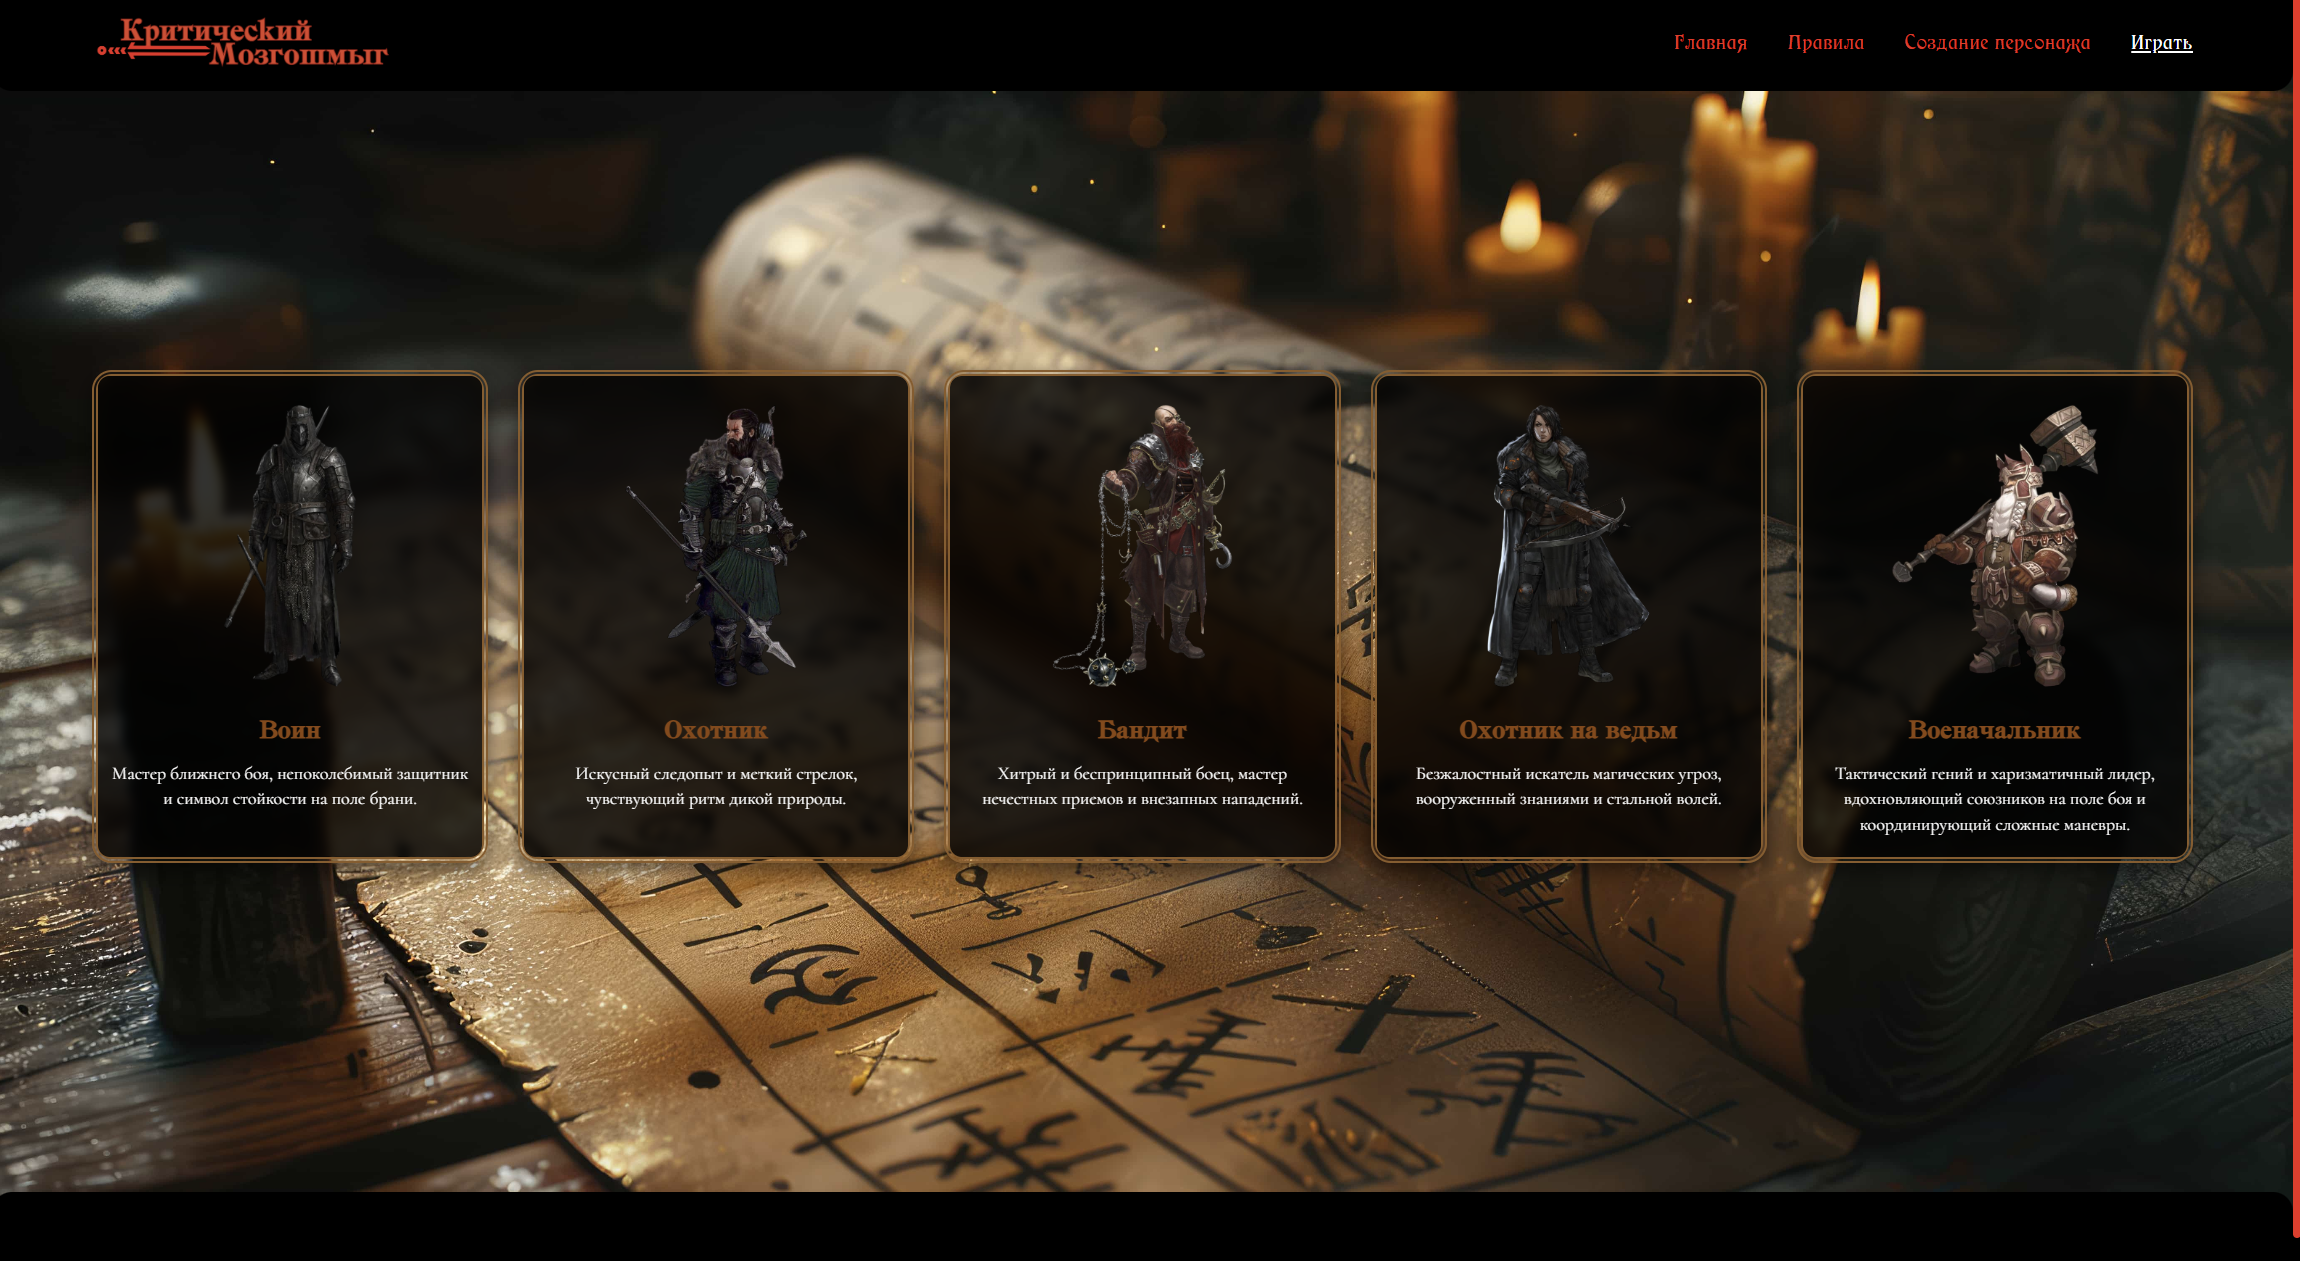 Критический
Мозгошмыг
Главная Правила Создание персонажа Играть
Воин
Мастер ближнего боя, непоколебимый защитник
и символ стойкости на поле брани.
Охотник
Искусный следопыт и меткий стрелок,
чувствующий ритм дикой природы.
Бандит
Хитрый и беспринципный боец, мастер
нечестных приемов и внезапных нападений.
Охотник на ведьм
Безжалостный искатель магических угроз,
вооруженный знаниями и стальной волей.
Военачальник
Тактический гений и харизматичный лидер,
вдохновляющий союзников на поле боя и
координирующий сложные маневры.